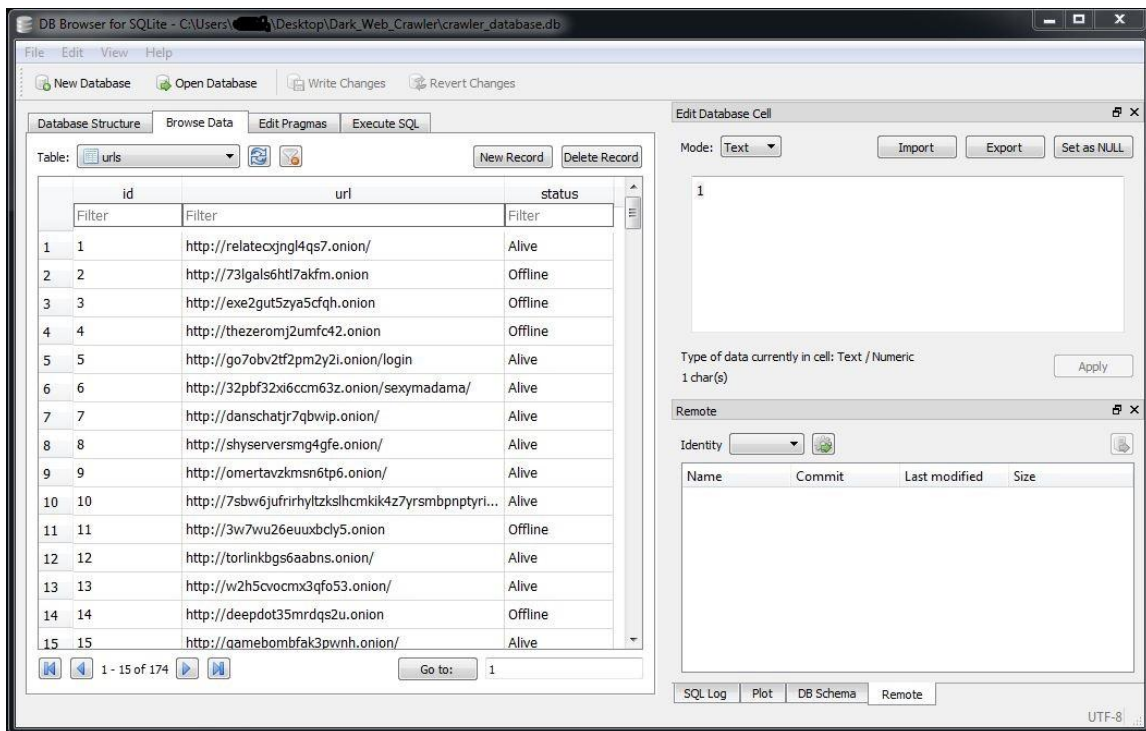 DB Browser for SQLite - C:\Users\ \Desktop\Dark_Web_Crawler\crawler_database.db
File Edit View Help
New Database Open Database Write Changes Revert Changes
Database Structure Browse Data Edit Pragmas Execute SQL
Table: urls New Record Delete Record
id url status
Filter Filter Filter
1 1 http://relatecxjngl4qs7.onion/ Alive
2 2 http://73lgals6htl7akfm.onion Offline
3 3 http://exe2gut5zya5cfqh.onion Offline
4 4 http://thezeromj2umfc42.onion Offline
5 5 http://go7obv2tf2pm2y2i.onion/login Alive
6 6 http://32pbf32xi6ccm63z.onion/sexymadama/ Alive
7 7 http://danschatjr7qbwip.onion/ Alive
8 8 http://shyserversmg4gfe.onion/ Alive
9 9 http://omertavzkmsn6tp6.onion/ Alive
10 10 http://7sbw6jufrirhyltzkslhcmkik4z7yrsmbpnptyri... Alive
11 11 http://3w7wu26euuxbcly5.onion Offline
12 12 http://torlinkbgs6aabns.onion/ Alive
13 13 http://w2h5cvocmx3qfo53.onion/ Alive
14 14 http://deepdot35mrdqs2u.onion Offline
15 15 http://gamebombfak3pwnh.onion/ Alive
1 - 15 of 174 Go to: 1
Edit Database Cell
Mode: Text Import Export Set as NULL
1
Type of data currently in cell: Text / Numeric
1 char(s)
Apply
Remote
Identity
Name Commit Last modified Size
SQL Log Plot DB Schema Remote
UTF-8